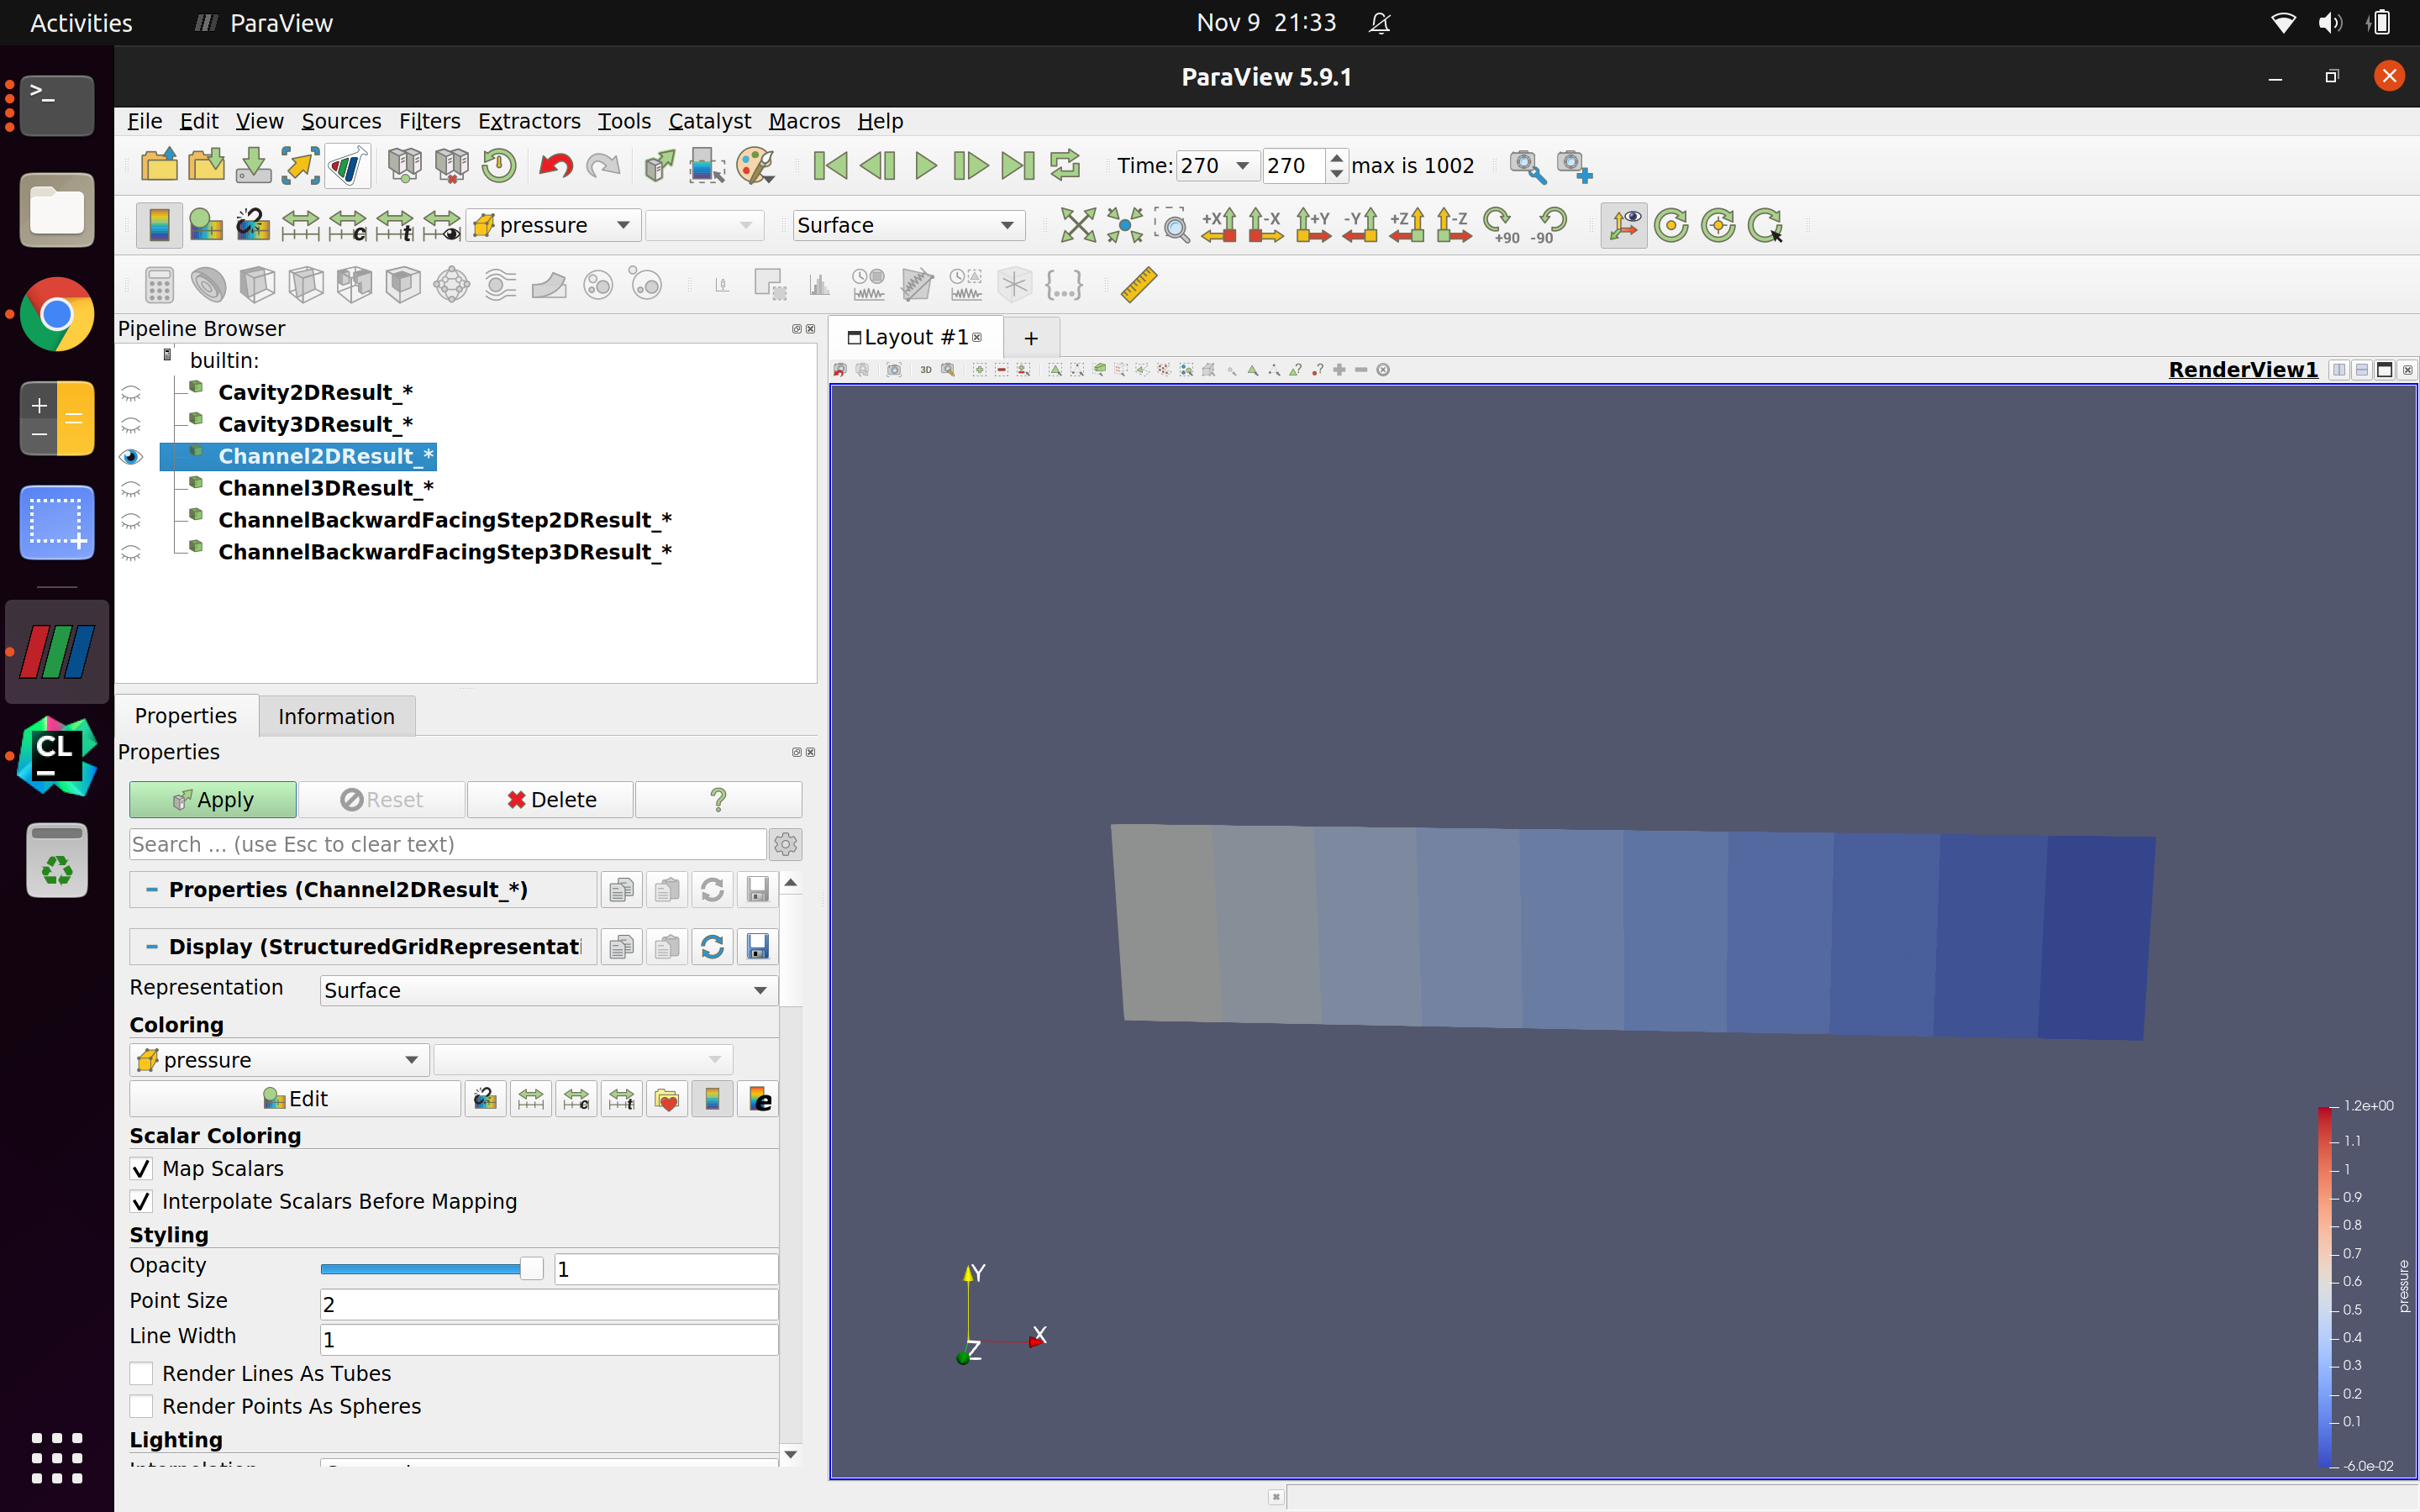 Activities ParaView Nov 9 21:33
ParaView 5.9.1
File Edit View Sources Filters Extractors Tools Catalyst Macros Help
Time: 270 270 max is 1002
pressure Surface +X -X +Y -Y +Z -Z +90 -90
Pipeline Browser
builtin:
Cavity2DResult_*
Cavity3DResult_*
Channel2DResult_*
Channel3DResult_*
ChannelBackwardFacingStep2DResult_*
ChannelBackwardFacingStep3DResult_*
Layout #1 +
3D RenderView1
Properties Information
Properties
Apply Reset Delete ?
Search ... (use Esc to clear text)
Properties (Channel2DResult_*)
Display (StructuredGridRepresentati
Representation Surface
Coloring
pressure
Edit
Scalar Coloring
Map Scalars
Interpolate Scalars Before Mapping
Styling
Opacity 1
Point Size 2
Line Width 1
Render Lines As Tubes
Render Points As Spheres
Lighting
Y
X
Z
1.2e+00
1.1
1
0.9
0.8
0.7
0.6
0.5
0.4
0.3
0.2
0.1
-6.0e-02
pressure
CL